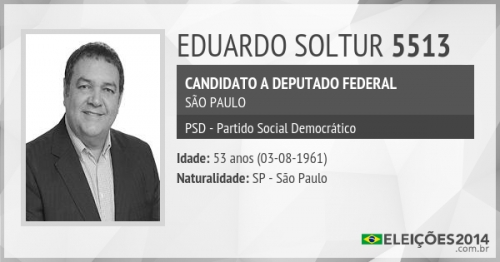 EDUARDO SOLTUR 5513
CANDIDATO A DEPUTADO FEDERAL
SÃO PAULO
PSD - Partido Social Democrático
Idade: 53 anos (03-08-1961)
Naturalidade: SP - São Paulo
ELEIÇÕES2014
.com.br